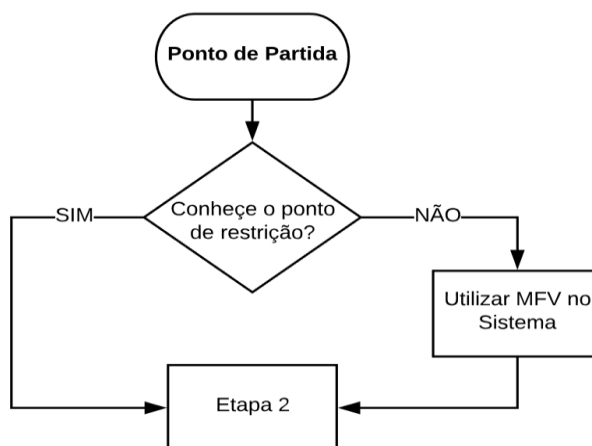 Ponto de Partida
Conheçe o ponto
de restrição?
SIM
NÃO
Utilizar MFV no
Sistema
Etapa 2